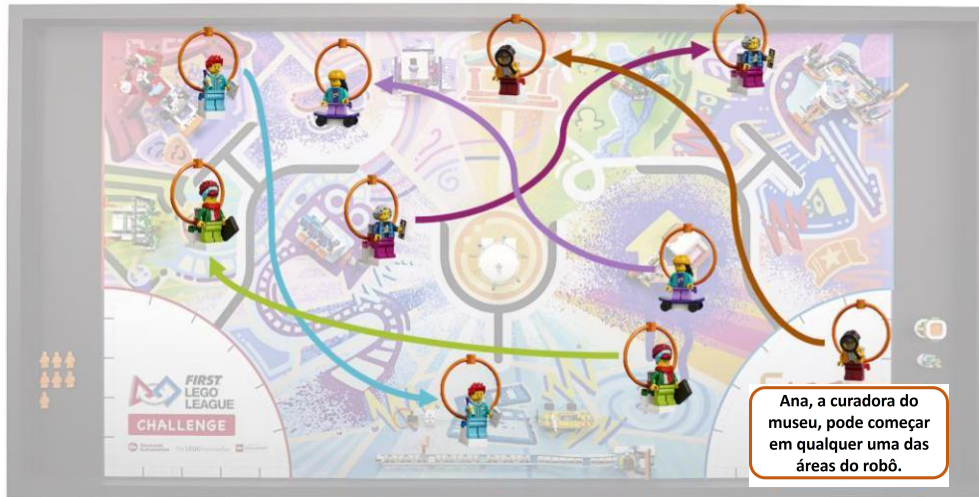 FIRST
LEGO
LEAGUE
CHALLENGE
Ana, a curadora do
museu, pode começar
em qualquer uma das
áreas do robô.